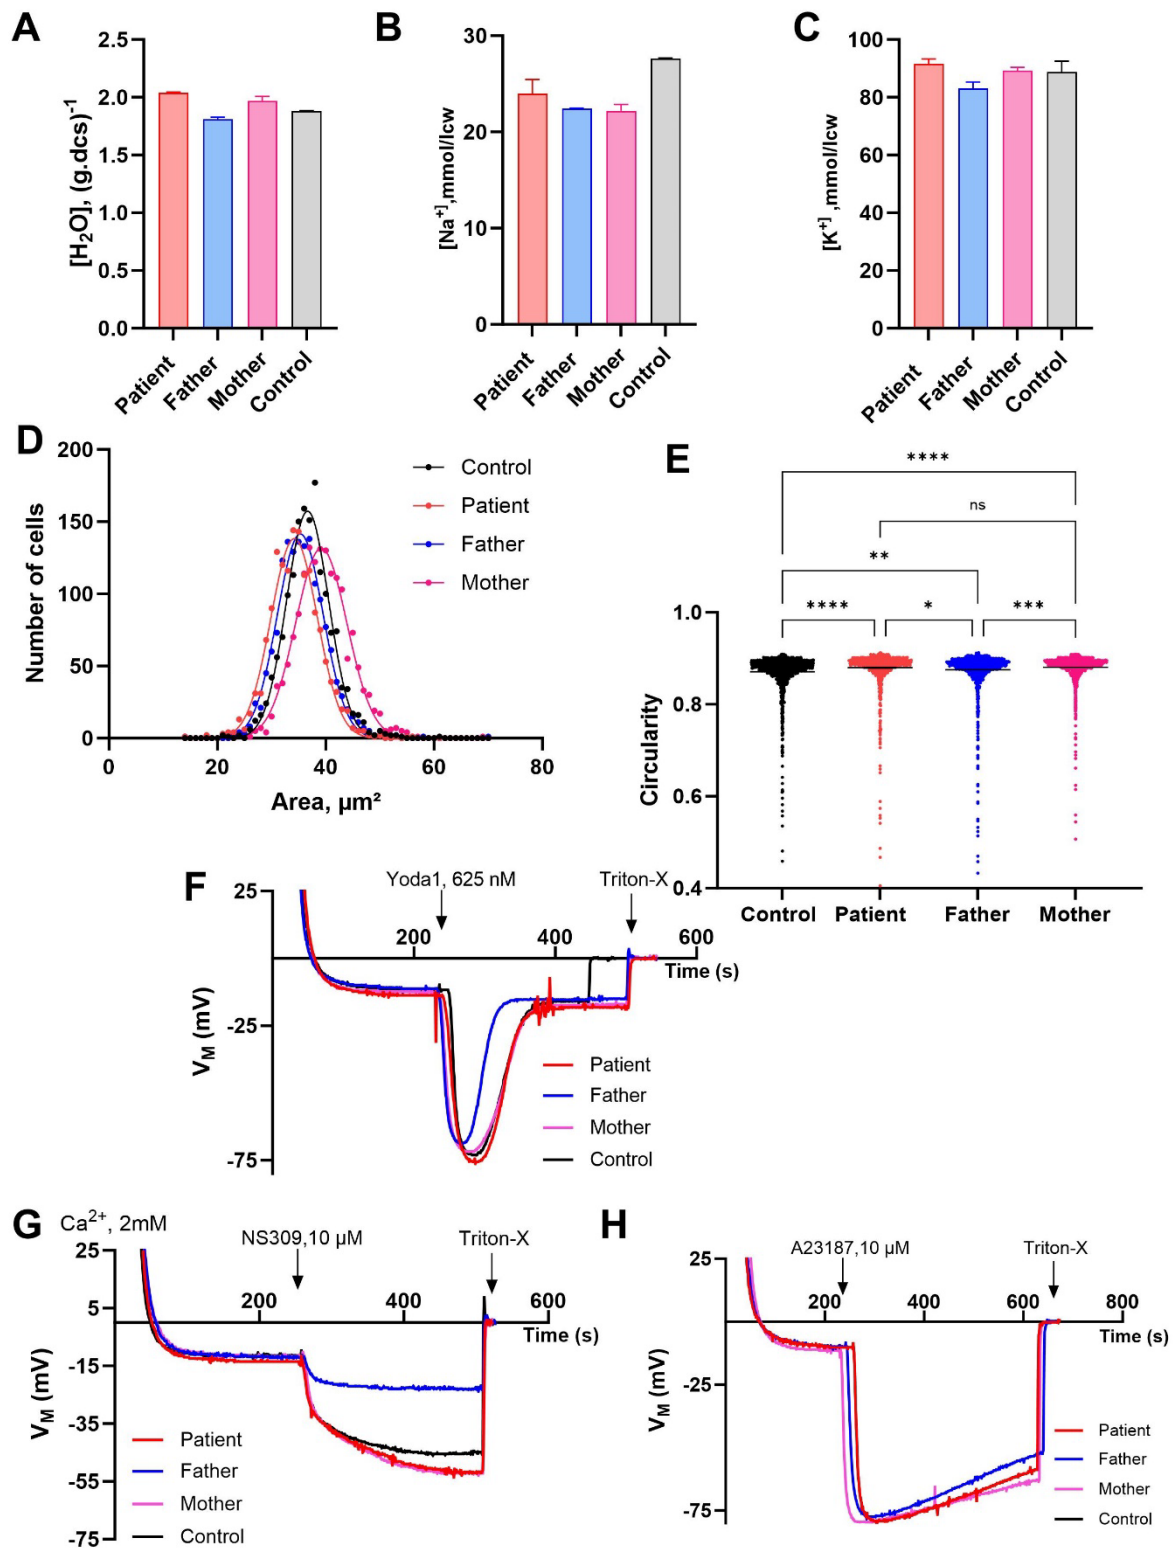 A
[H₂O], (g.dcs)⁻¹
2.5
2.0
1.5
1.0
0.5
0.0
Patient
Father
Mother
Control
B
[Na⁺],mmol/lcw
30
20
10
0
Patient
Father
Mother
Control
C
[K⁺] ,mmol/lcw
100
80
60
40
20
0
Patient
Father
Mother
Control
D
Number of cells
200
150
100
50
0
0 20 40 60 80
Area, µm²
Control
Patient
Father
Mother
E
****
ns
**
**** * ***
Circularity
1.0
0.8
0.6
0.4
Control Patient Father Mother
F
Yoda1, 625 nM
Triton-X
25
200 400 600
Time (s)
-25
-75
V_M (mV)
Patient
Father
Mother
Control
G
Ca²⁺, 2mM
NS309,10 µM
Triton-X
25
5
-15
-35
-55
-75
200 400 600
Time (s)
V_M (mV)
Patient
Father
Mother
Control
H
A23187,10 µM
Triton-X
25
200 400 600 800
Time (s)
-25
-75
V_M (mV)
Patient
Father
Mother
Control